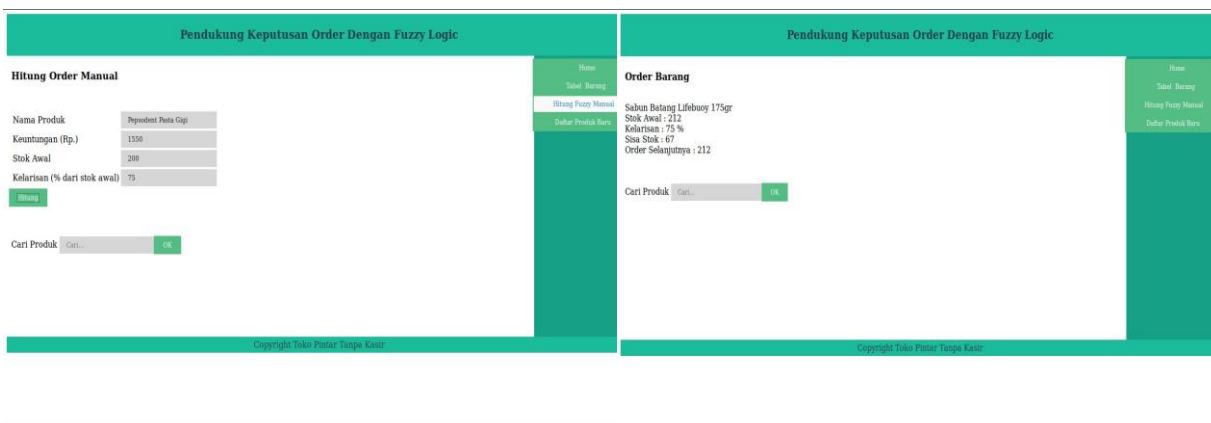 Pendukung Keputusan Order Dengan Fuzzy Logic
Hitung Order Manual
Nama Produk Pepsodent Pasta Gigi
Keuntungan (Rp.) 1550
Stok Awal 200
Kelarisan (% dari stok awal) 75
Hitung
Cari Produk Cari... OK
Home
Tabel Barang
Hitung Fuzzy Manual
Daftar Produk Baru
Copyright Toko Pintar Tanpa Kasir
Pendukung Keputusan Order Dengan Fuzzy Logic
Order Barang
Sabun Batang Lifebuoy 175gr
Stok Awal : 212
Kelarisan : 75 %
Sisa Stok : 67
Order Selanjutnya : 212
Cari Produk Cari... OK
Home
Tabel Barang
Hitung Fuzzy Manual
Daftar Produk Baru
Copyright Toko Pintar Tanpa Kasir